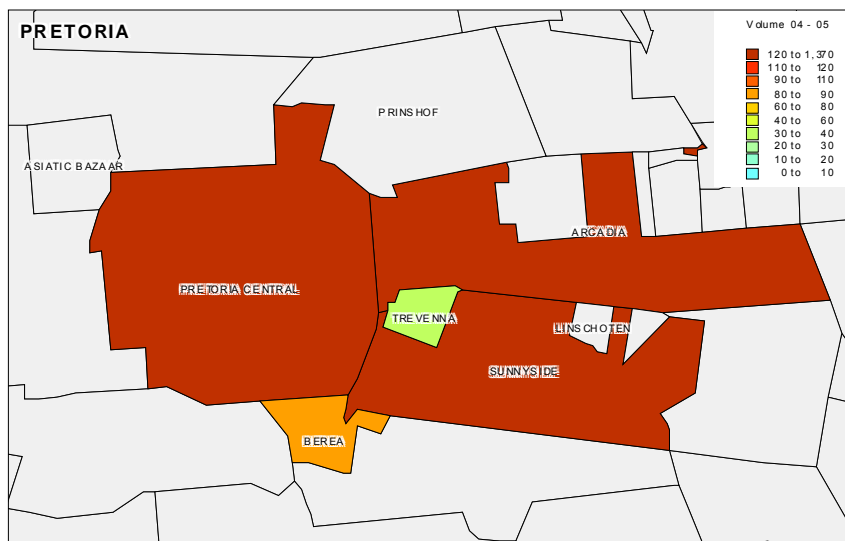 PRETORIA
Volume 04 - 05
120 to 1,370
110 to 120
90 to 110
80 to 90
60 to 80
40 to 60
30 to 40
20 to 30
10 to 20
0 to 10
PRINSHOF
ASIATIC BAZAAR
ARCADIA
PRETORIA CENTRAL
TREVENNA
LINSCHOTEN
SUNNYSIDE
BEREA